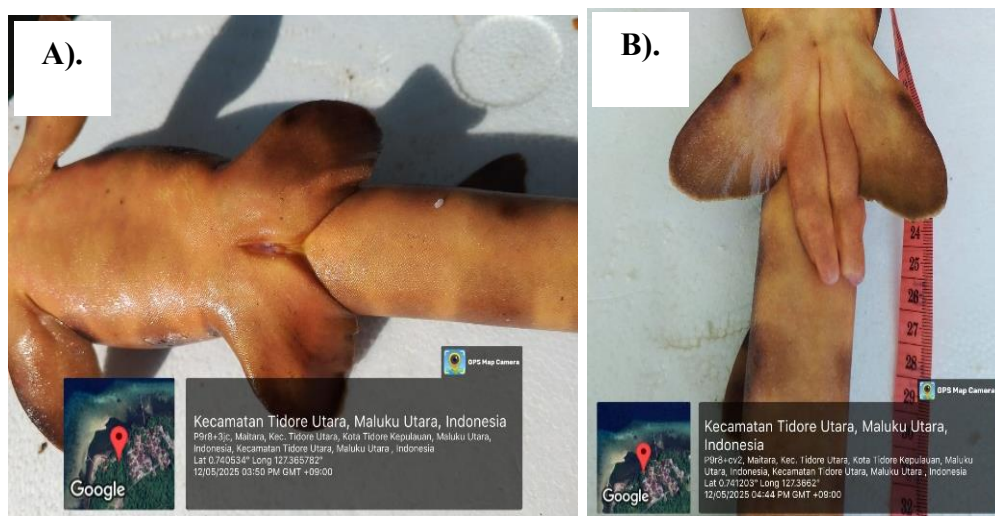 A).
GPS Map Camera
Kecamatan Tidore Utara, Maluku Utara, Indonesia
P9r8+3jc, Maitara, Kec. Tidore Utara, Kota Tidore Kepulauan, Maluku Utara,
Indonesia, Kecamatan Tidore Utara, Maluku Utara , Indonesia
Lat 0.740534° Long 127.365782°
12/05/2025 03:50 PM GMT +09:00
Google
B).
24
25
26
27
28
29
32
GPS Map Camera
Kecamatan Tidore Utara, Maluku Utara,
Indonesia
P9r8+cv2, Maitara, Kec. Tidore Utara, Kota Tidore Kepulauan, Maluku
Utara, Indonesia, Kecamatan Tidore Utara, Maluku Utara , Indonesia
Lat 0.741203° Long 127.3662°
12/05/2025 04:44 PM GMT +09:00
Google